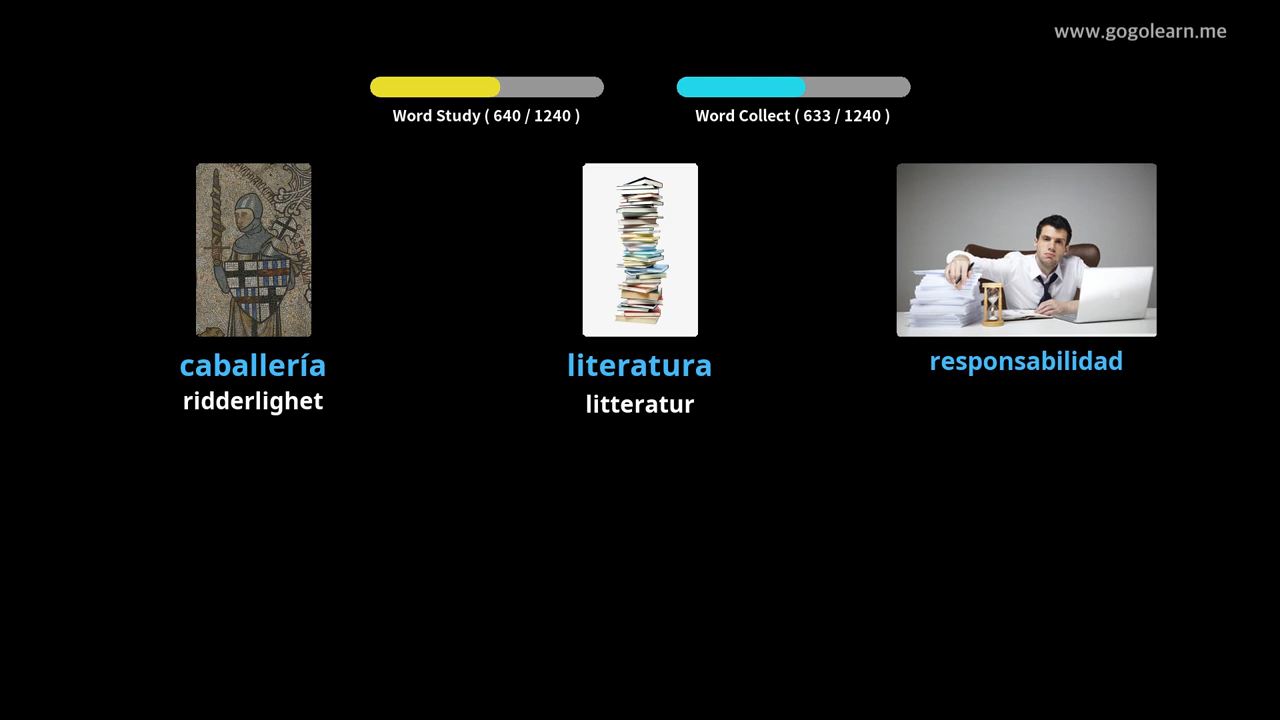 www.gogolearn.me
Word Study ( 640 / 1240 )
Word Collect ( 633 / 1240 )
caballería
literatura
responsabilidad
ridderlighet
litteratur